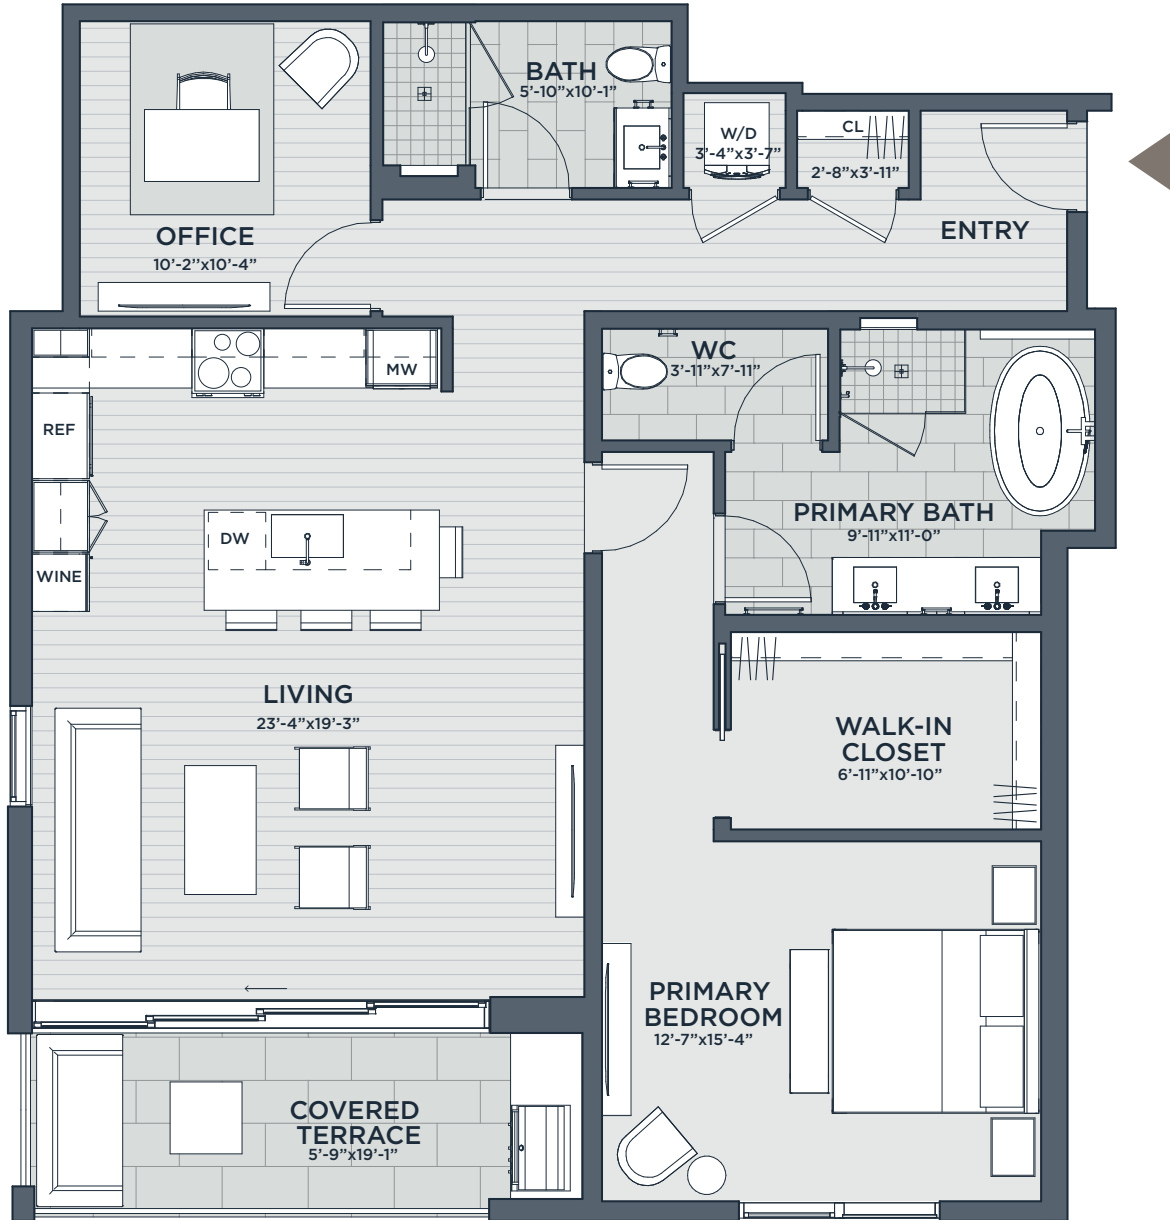 BATH
5'-10"x10'-1"
W/D
3'-4"x3'-7"
CL
2'-8"x3'-11"
OFFICE
10'-2''x10'-4”
ENTRY
MW
WC
3'-11"x7'-11"
REF
DW
WINE
PRIMARY BATH
9'-11"x11'-0”
LIVING
23'-4”x19'-3”
WALK-IN
CLOSET
6'-11”x10'-10”
PRIMARY
BEDROOM
12'-7”x15'-4”
COVERED
TERRACE
5'-9”x19'-1”